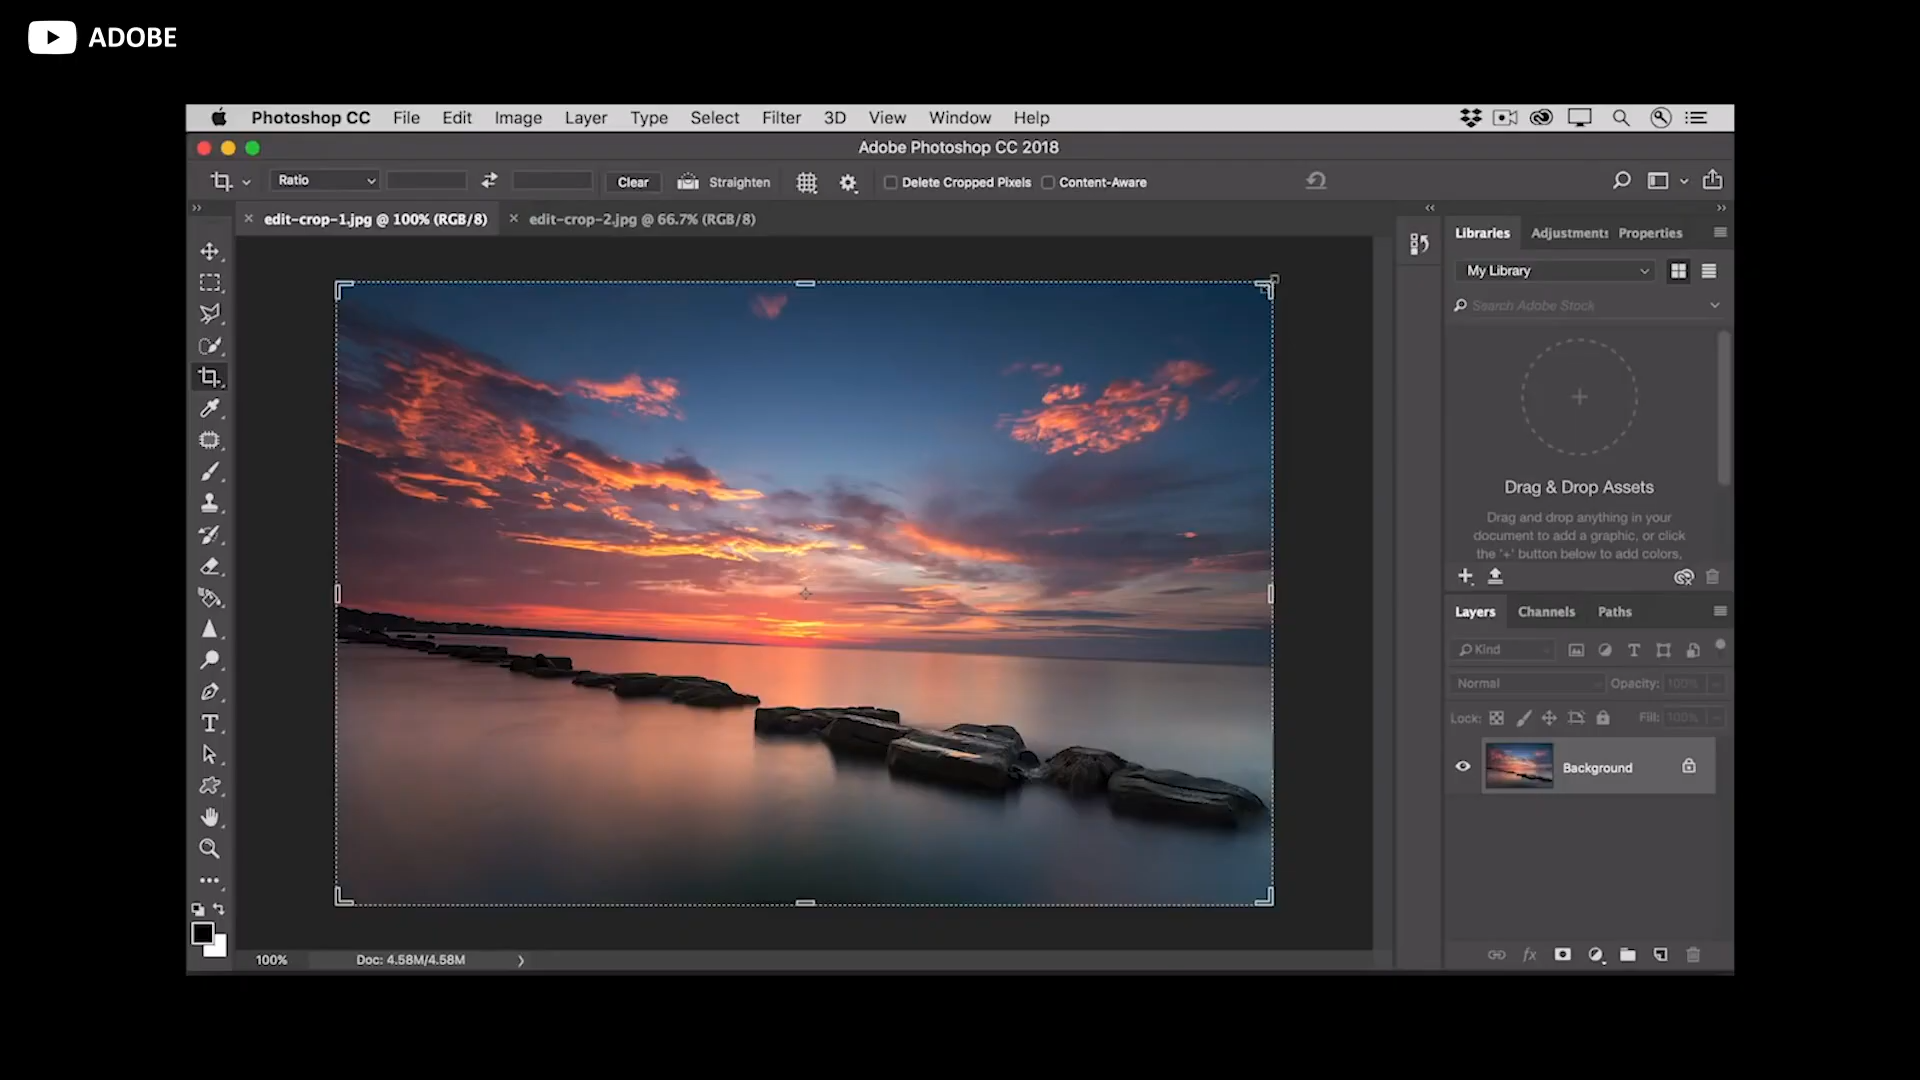 ADOBE
Photoshop CC File Edit Image Layer Type Select Filter 3D View Window Help
Adobe Photoshop CC 2018
Ratio Clear Straighten Delete Cropped Pixels Content-Aware
edit-crop-1.jpg @ 100% (RGB/8) edit-crop-2.jpg @ 66.7% (RGB/8)
Libraries Adjustments Properties
My Library
Search Adobe Stock
Drag & Drop Assets
Drag and drop anything in your
document to add a graphic, or click
the '+' button below to add colors,
Layers Channels Paths
Kind
Normal Opacity: 100%
Lock: Fill: 100%
Background
fx
100% Doc: 4.58M/4.58M